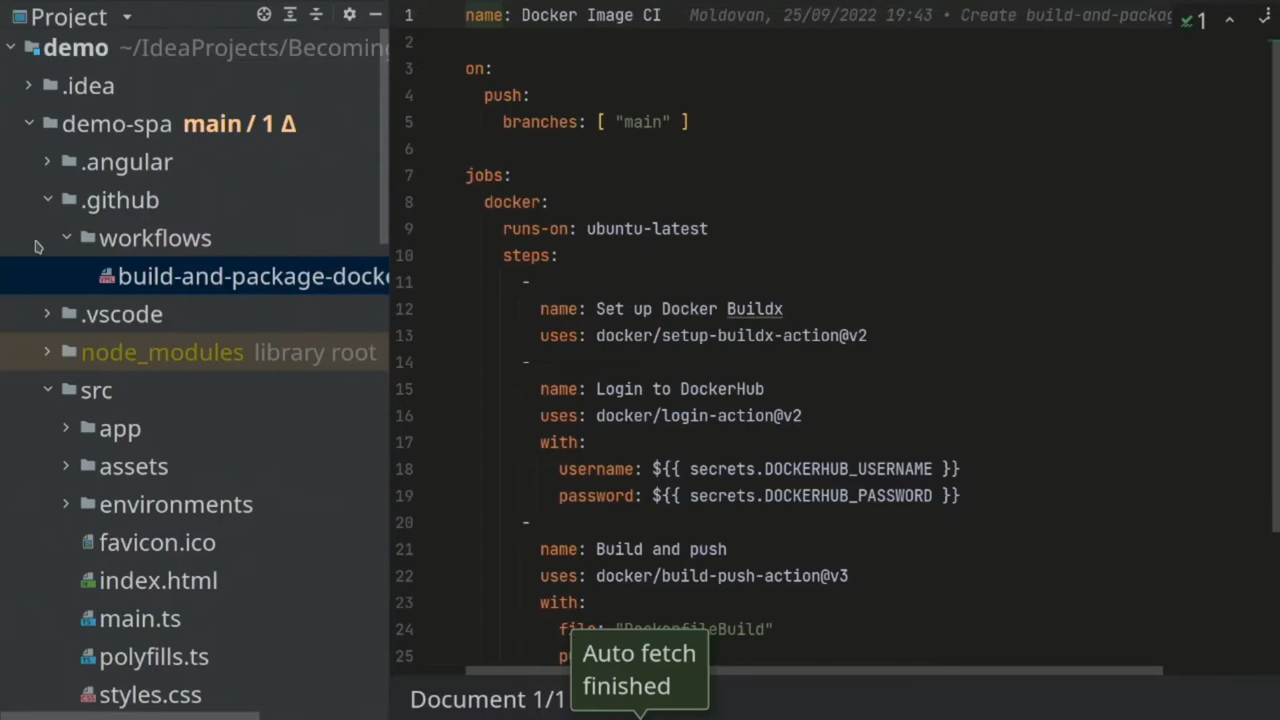 Project
demo ~/IdeaProjects/Becoming
.idea
demo-spa main / 1 Δ
.angular
.github
workflows
build-and-package-docke
.vscode
node_modules library root
src
app
assets
environments
favicon.ico
index.html
main.ts
polyfills.ts
styles.css
1 name: Docker Image CI Moldovan, 25/09/2022 19:43 • Create build-and-packag
1
2
3 on:
4 push:
5 branches: [ "main" ]
6
7 jobs:
8 docker:
9 runs-on: ubuntu-latest
10 steps:
11 -
12 name: Set up Docker Buildx
13 uses: docker/setup-buildx-action@v2
14 -
15 name: Login to DockerHub
16 uses: docker/login-action@v2
17 with:
18 username: ${{ secrets.DOCKERHUB_USERNAME }}
19 password: ${{ secrets.DOCKERHUB_PASSWORD }}
20 -
21 name: Build and push
22 uses: docker/build-push-action@v3
23 with:
24 file: "DockerfileBuild"
25
Auto fetch
finished
Document 1/1